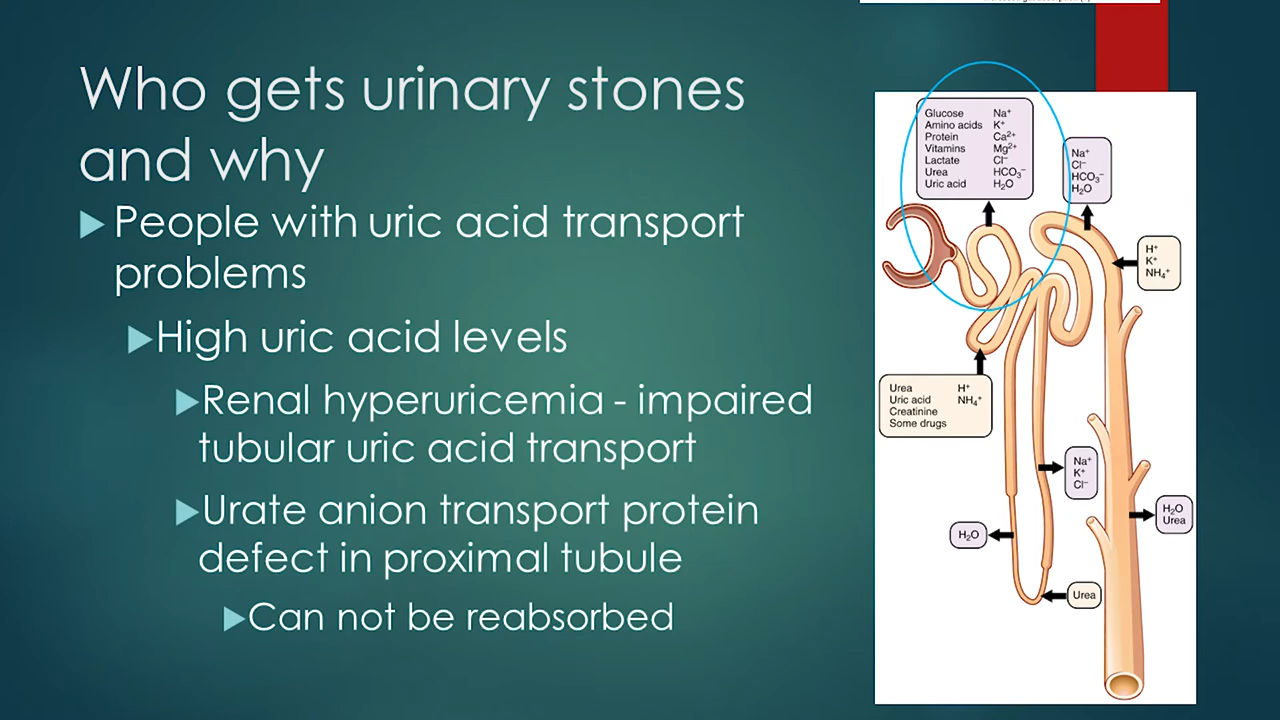 Who gets urinary stones
and why
People with uric acid transport
problems
High uric acid levels
Renal hyperuricemia - impaired
tubular uric acid transport
Urate anion transport protein
defect in proximal tubule
Can not be reabsorbed
Glucose Na⁺
Amino acids K⁺
Protein Ca²⁺
Vitamins Mg²⁺
Lactate Cl⁻
Urea HCO₃⁻
Uric acid H₂O
Na⁺
Cl⁻
HCO₃⁻
H₂O
H⁺
K⁺
NH₄⁺
Urea H⁺
Uric acid NH₄⁺
Creatinine
Some drugs
Na⁺
K⁺
Cl⁻
H₂O
Urea
H₂O
Urea